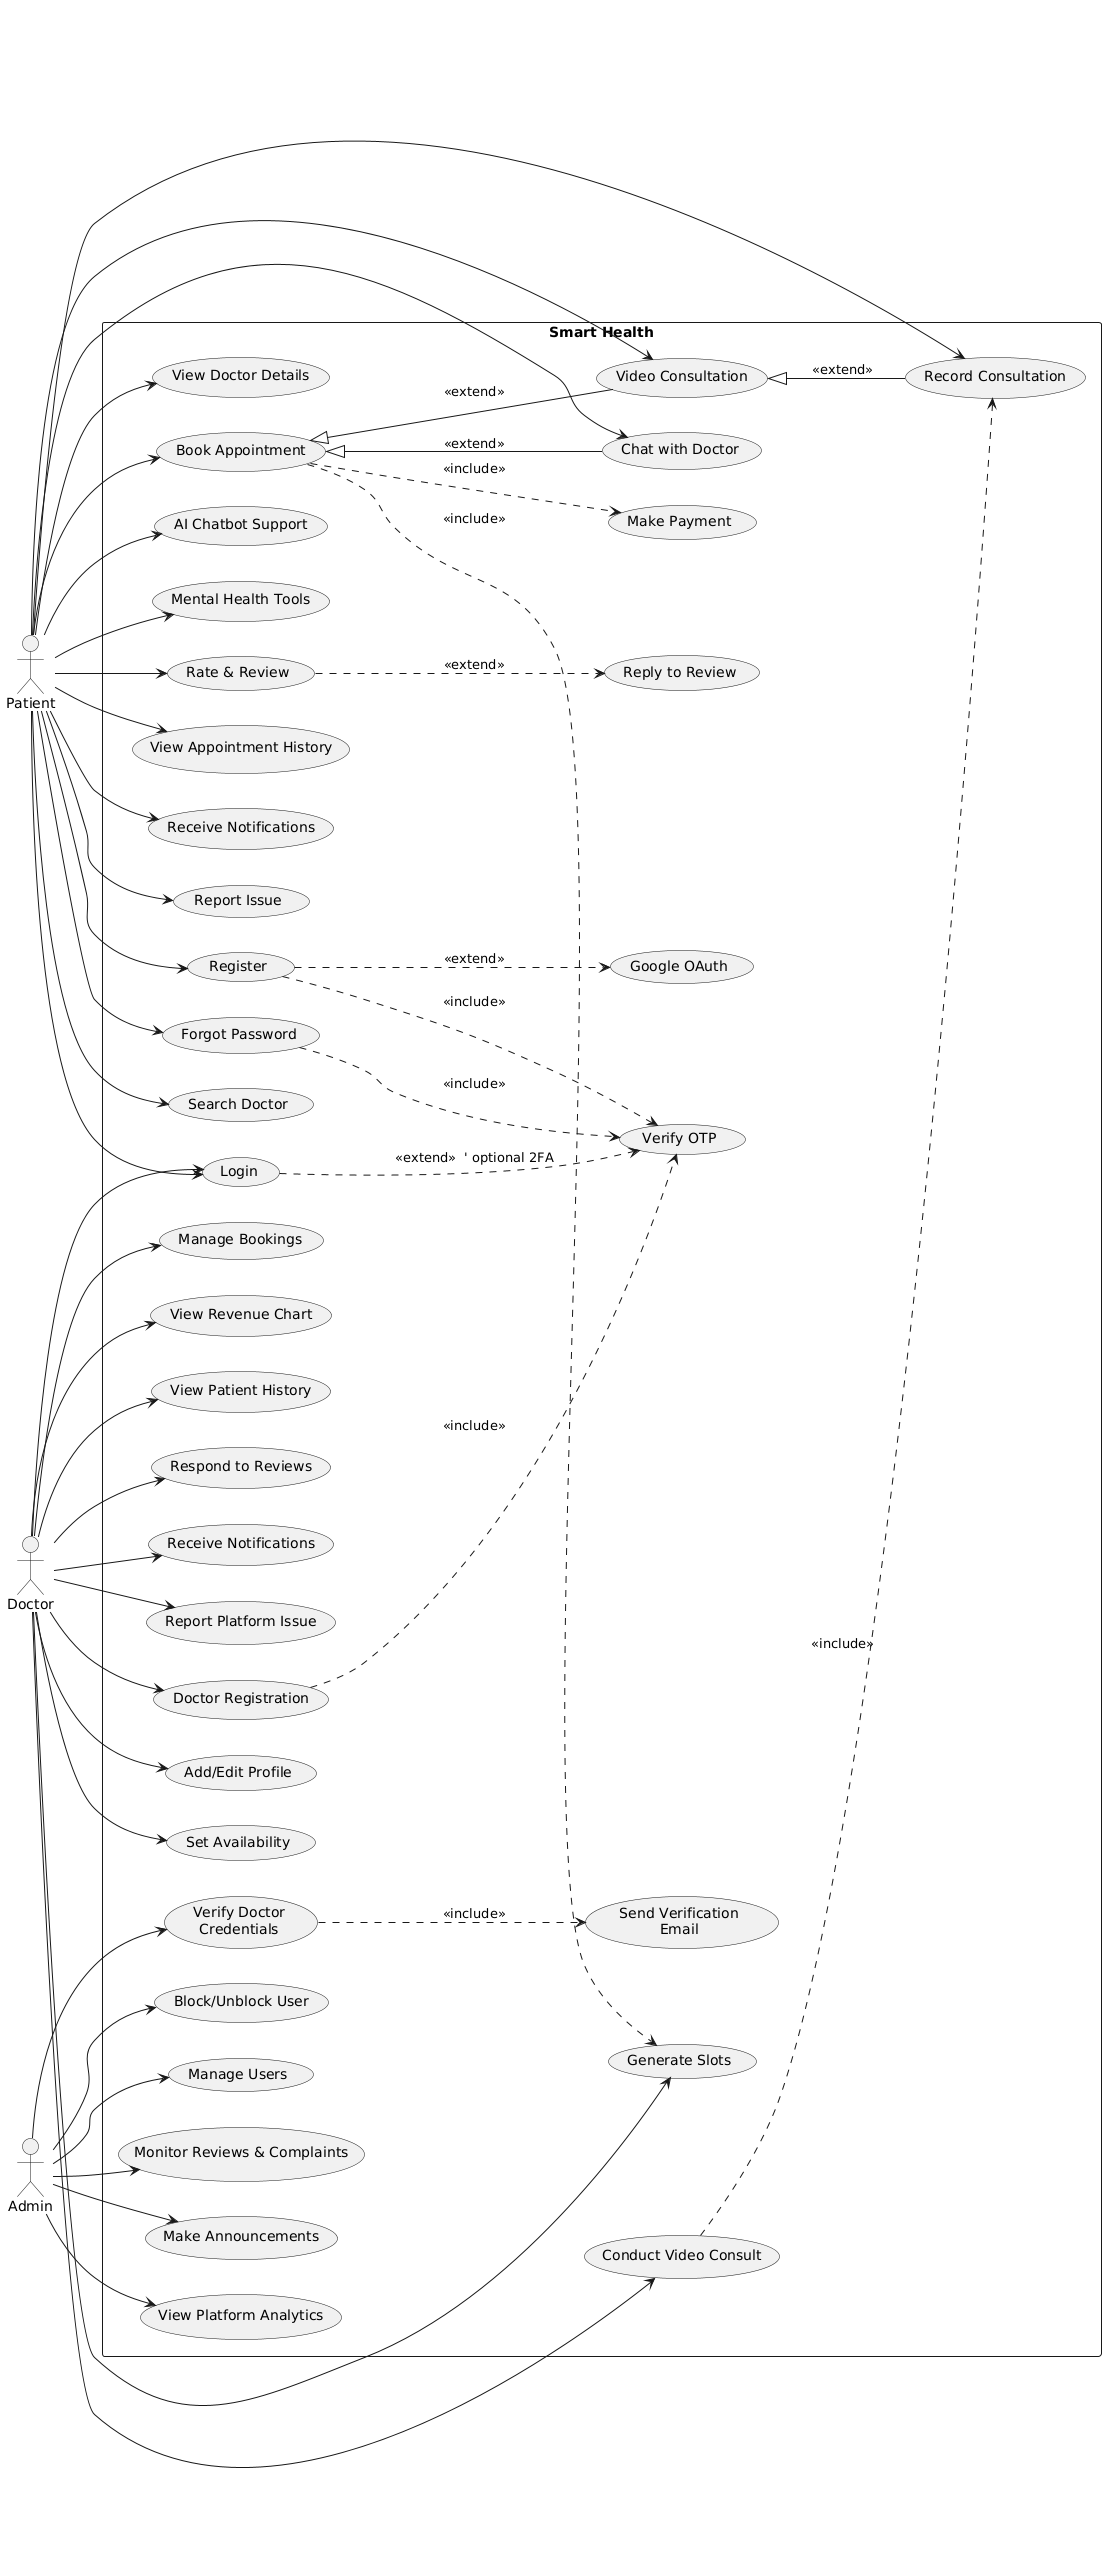 Smart Health
View Doctor Details
«extend»
Video Consultation
«extend»
Record Consultation
Book Appointment
«extend»
Chat with Doctor
«include»
Make Payment
«include»
AI Chatbot Support
Mental Health Tools
Rate & Review
«extend»
Reply to Review
Patient
View Appointment History
Receive Notifications
Report Issue
Register
«extend»
Google OAuth
«include»
Forgot Password
«include»
Search Doctor
Verify OTP
Login
«extend» ' optional 2FA
Manage Bookings
View Revenue Chart
View Patient History
«include»
Respond to Reviews
Receive Notifications
Doctor
Report Platform Issue
«include»
Doctor Registration
Add/Edit Profile
Set Availability
Verify Doctor
Credentials
«include»
Send Verification
Email
Block/Unblock User
Generate Slots
Manage Users
Monitor Reviews & Complaints
Admin
Make Announcements
Conduct Video Consult
View Platform Analytics